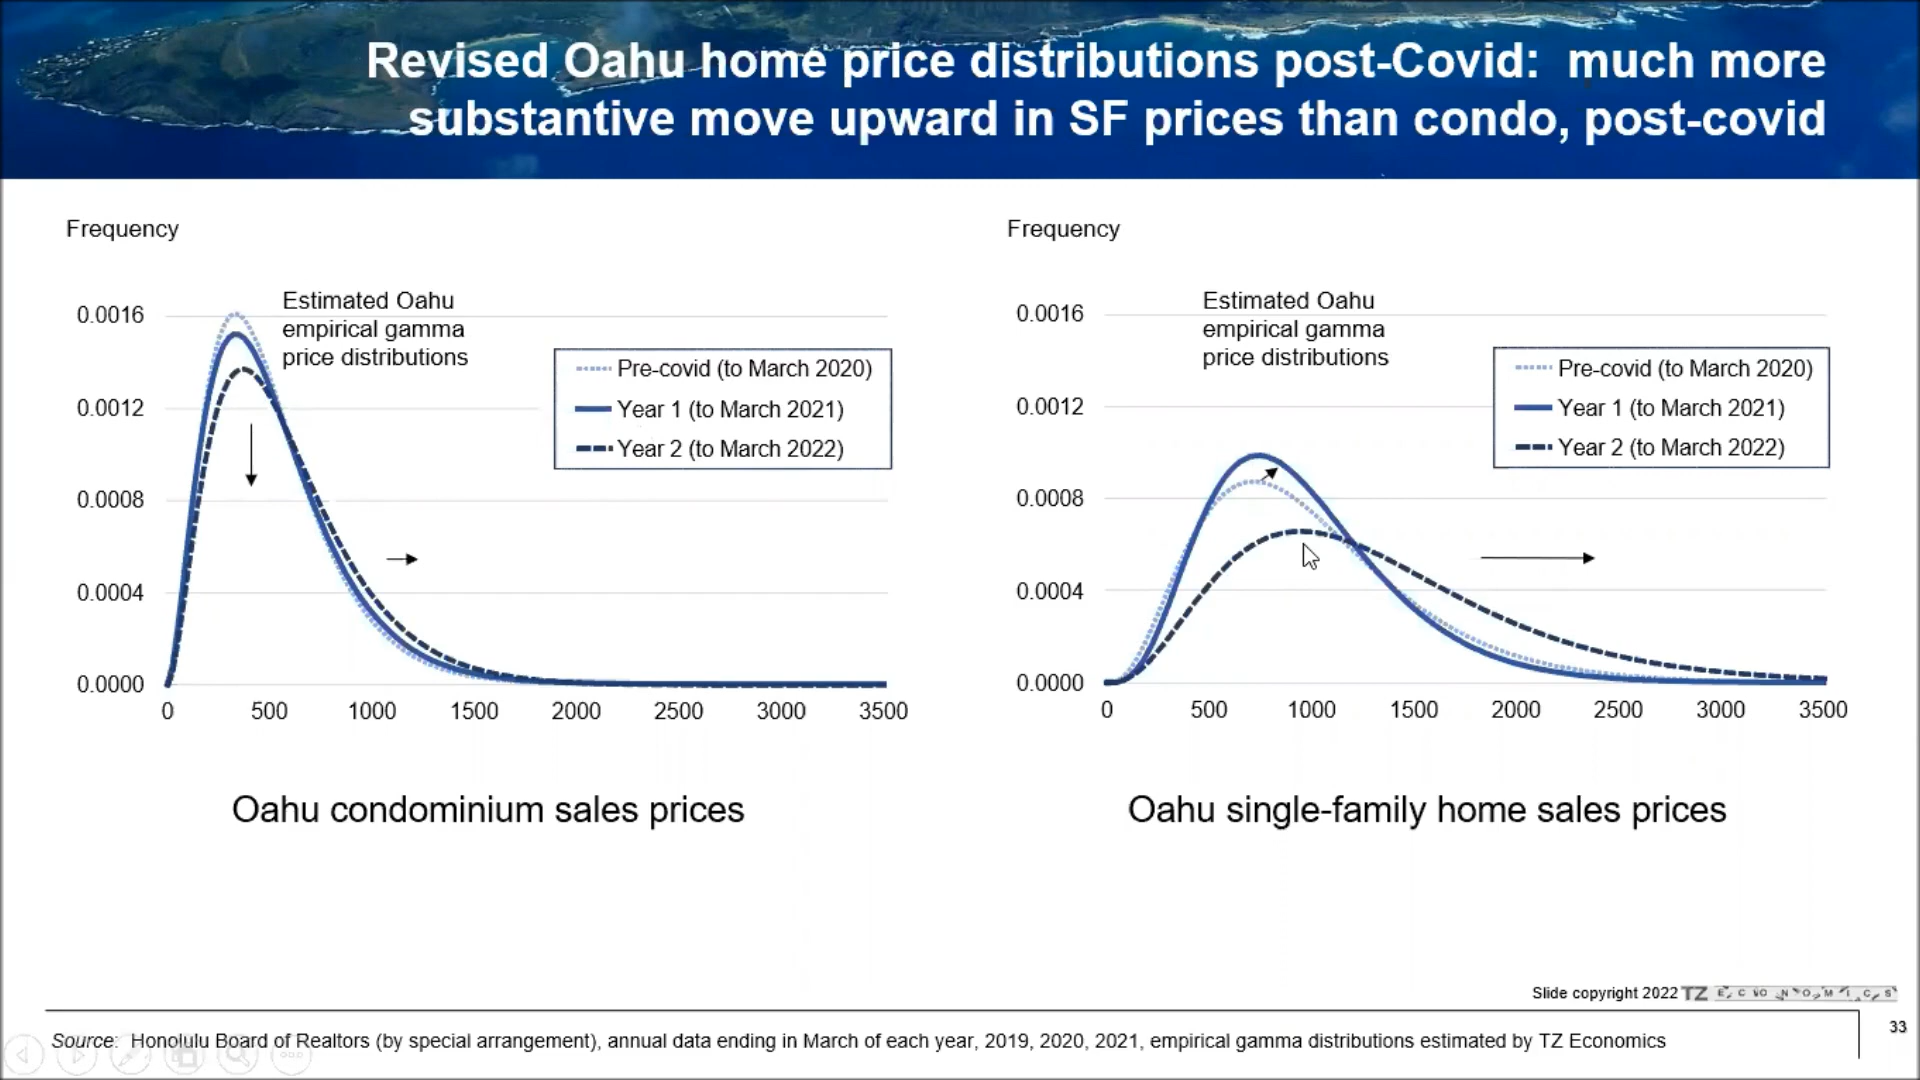 Revised Oahu home price distributions post-Covid: much more
substantive move upward in SF prices than condo, post-covid
Frequency
Estimated Oahu
empirical gamma
price distributions
Pre-covid (to March 2020)
Year 1 (to March 2021)
Year 2 (to March 2022)
0.0016
0.0012
0.0008
0.0004
0.0000
0 500 1000 1500 2000 2500 3000 3500
Oahu condominium sales prices
Frequency
Estimated Oahu
empirical gamma
price distributions
Pre-covid (to March 2020)
Year 1 (to March 2021)
Year 2 (to March 2022)
0.0016
0.0012
0.0008
0.0004
0.0000
0 500 1000 1500 2000 2500 3000 3500
Oahu single-family home sales prices
Slide copyright 2022 TZ ECONOMICS
33
Source: Honolulu Board of Realtors (by special arrangement), annual data ending in March of each year, 2019, 2020, 2021, empirical gamma distributions estimated by TZ Economics